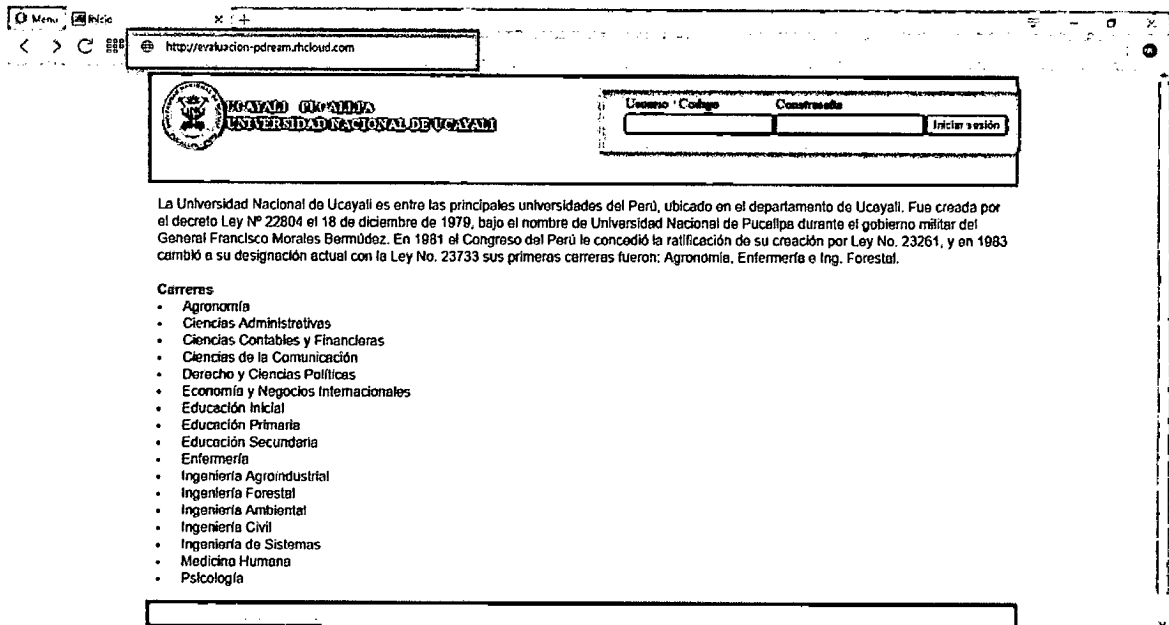 Menu Inicio
http://evaluacion-pdream.rhcloud.com
UCAYALI PUCALLPA
UNIVERSIDAD NACIONAL DE UCAYALI
Usuario / Codigo Constraseña
Iniciar sesión
La Universidad Nacional de Ucayali es entre las principales universidades del Perú, ubicado en el departamento de Ucayali. Fue creada por
el decreto Ley Nº 22804 el 18 de diciembre de 1979, bajo el nombre de Universidad Nacional de Pucallpa durante el gobierno militar del
General Francisco Morales Bermúdez. En 1981 el Congreso del Perú le concedió la ratificación de su creación por Ley No. 23261, y en 1983
cambió a su designación actual con la Ley No. 23733 sus primeras carreras fueron: Agronomía, Enfermería e Ing. Forestal.
Carreras
• Agronomía
• Ciencias Administrativas
• Ciencias Contables y Financieras
• Ciencias de la Comunicación
• Derecho y Ciencias Políticas
• Economía y Negocios Internacionales
• Educación Inicial
• Educación Primaria
• Educación Secundaria
• Enfermería
• Ingeniería Agroindustrial
• Ingeniería Forestal
• Ingeniería Ambiental
• Ingeniería Civil
• Ingeniería de Sistemas
• Medicina Humana
• Psicología